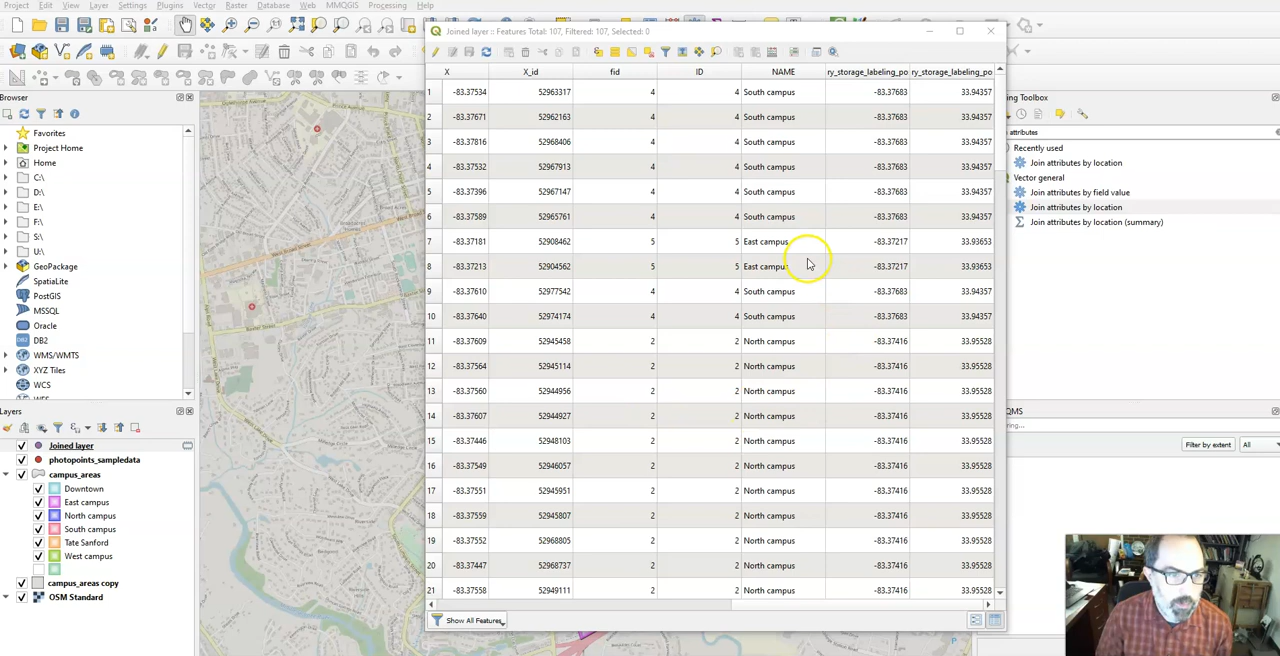 Project Edit View Layer Settings Plugins Vector Raster Database Web MMQGIS Processing Help
Joined layer :: Features Total: 107, Filtered: 107, Selected: 0
X X_id fid ID NAME ry_storage_labeling_po ry_storage_labeling_po
1 -83.37534 52963317 4 4 South campus -83.37683 33.94357
2 -83.37671 52962163 4 4 South campus -83.37683 33.94357
3 -83.37816 52968406 4 4 South campus -83.37683 33.94357
4 -83.37532 52967913 4 4 South campus -83.37683 33.94357
5 -83.37396 52967147 4 4 South campus -83.37683 33.94357
6 -83.37589 52965761 4 4 South campus -83.37683 33.94357
7 -83.37181 52908462 5 5 East campus -83.37217 33.93653
8 -83.37213 52904562 5 5 East campus -83.37217 33.93653
9 -83.37610 52977542 4 4 South campus -83.37683 33.94357
10 -83.37640 52974174 4 4 South campus -83.37683 33.94357
11 -83.37609 52945458 2 2 North campus -83.37416 33.95528
12 -83.37564 52945114 2 2 North campus -83.37416 33.95528
13 -83.37560 52944956 2 2 North campus -83.37416 33.95528
14 -83.37607 52944927 2 2 North campus -83.37416 33.95528
15 -83.37446 52948103 2 2 North campus -83.37416 33.95528
16 -83.37549 52946057 2 2 North campus -83.37416 33.95528
17 -83.37551 52945951 2 2 North campus -83.37416 33.95528
18 -83.37559 52945807 2 2 North campus -83.37416 33.95528
19 -83.37552 52968805 2 2 North campus -83.37416 33.95528
20 -83.37447 52968737 2 2 North campus -83.37416 33.95528
21 -83.37558 52949111 2 2 North campus -83.37416 33.95528
Show All Features
Browser
Favorites
Project Home
Home
C:\
D:\
E:\
F:\
S:\
U:\
GeoPackage
SpatiaLite
PostGIS
MSSQL
Oracle
DB2
WMS/WMTS
XYZ Tiles
WCS
Layers
Joined layer
photopoints_sampledata
campus_areas
Downtown
East campus
North campus
South campus
Tate Sanford
West campus
campus_areas copy
OSM Standard
ing Toolbox
attributes
Recently used
Join attributes by location
Vector general
Join attributes by field value
Join attributes by location
Join attributes by location (summary)
QMS
ring...
Filter by extent All